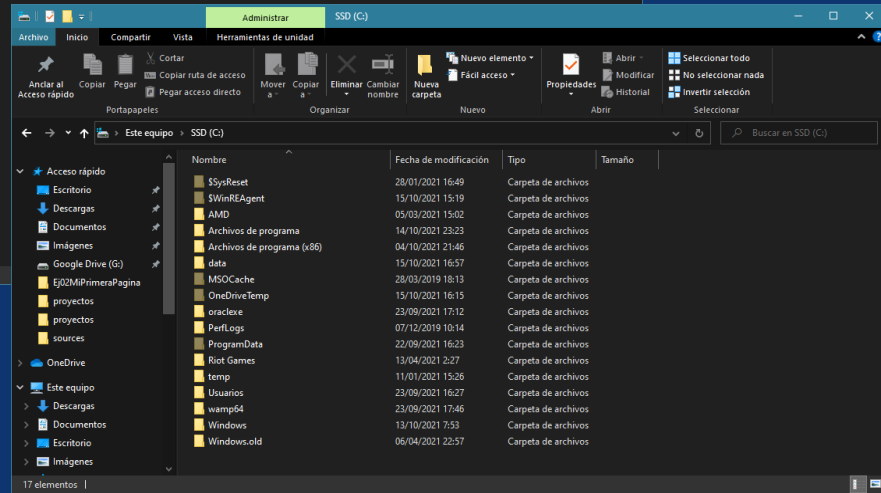 Administrar SSD (C:)
Archivo Inicio Compartir Vista Herramientas de unidad
Anclar al Acceso rápido
Copiar
Pegar
Cortar
Copiar ruta de acceso
Pegar acceso directo
Mover a
Copiar a
Eliminar
Cambiar nombre
Nueva carpeta
Nuevo elemento
Fácil acceso
Propiedades
Abrir
Modificar
Historial
Seleccionar todo
No seleccionar nada
Invertir selección
Portapapeles Organizar Nuevo Abrir Seleccionar
Este equipo > SSD (C:) Buscar en SSD (C:)
Acceso rápido
Escritorio
Descargas
Documentos
Imágenes
Google Drive (G:)
Ej02MiPrimeraPagina
proyectos
proyectos
sources
OneDrive
Este equipo
Descargas
Documentos
Escritorio
Imágenes
Nombre Fecha de modificación Tipo Tamaño
$SysReset 28/01/2021 16:49 Carpeta de archivos
$WinREAgent 15/10/2021 15:19 Carpeta de archivos
AMD 05/03/2021 15:02 Carpeta de archivos
Archivos de programa 14/10/2021 23:23 Carpeta de archivos
Archivos de programa (x86) 04/10/2021 21:46 Carpeta de archivos
data 15/10/2021 16:57 Carpeta de archivos
MSOCache 28/03/2019 18:13 Carpeta de archivos
OneDriveTemp 15/10/2021 16:15 Carpeta de archivos
oraclexe 23/09/2021 17:12 Carpeta de archivos
PerfLogs 07/12/2019 10:14 Carpeta de archivos
ProgramData 22/09/2021 16:23 Carpeta de archivos
Riot Games 13/04/2021 2:27 Carpeta de archivos
temp 11/01/2021 15:26 Carpeta de archivos
Usuarios 23/09/2021 16:27 Carpeta de archivos
wamp64 23/09/2021 17:46 Carpeta de archivos
Windows 13/10/2021 7:53 Carpeta de archivos
Windows.old 06/04/2021 22:57 Carpeta de archivos
17 elementos